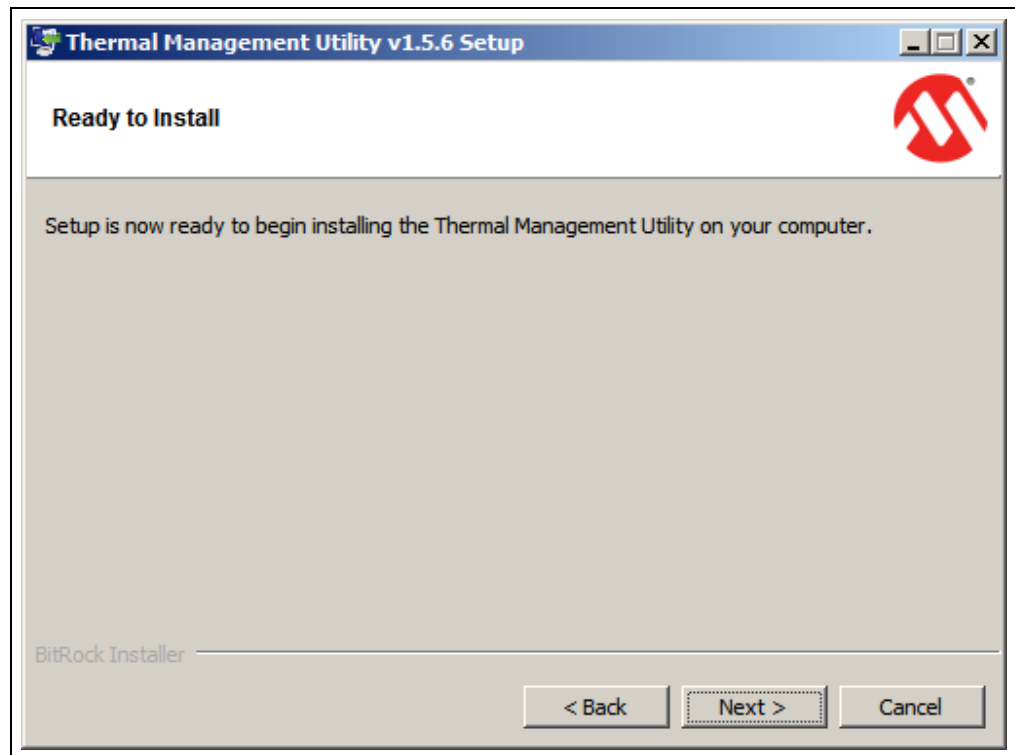 Thermal Management Utility v1.5.6 Setup
Ready to Install
®
Setup is now ready to begin installing the Thermal Management Utility on your computer.
BitRock Installer
< Back Next > Cancel